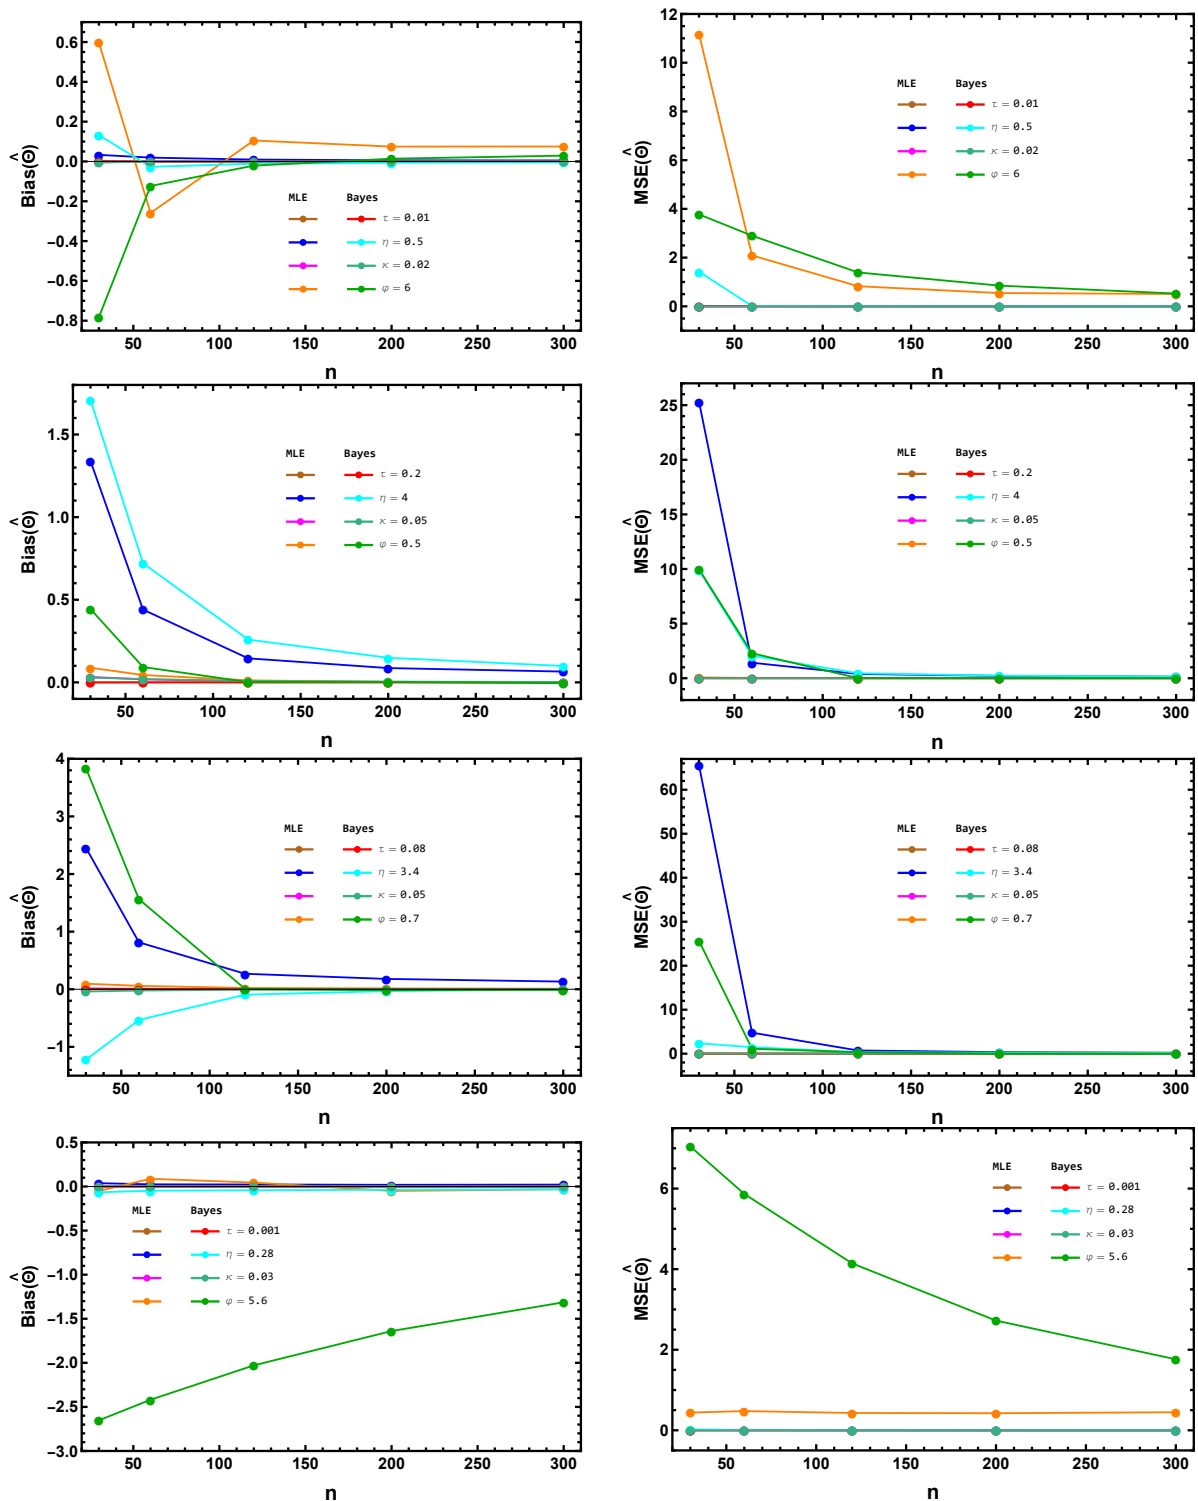 0.6
0.4
0.2
0.0
−0.2
−0.4
−0.6
−0.8
Bias(Θ̂)
MLE Bayes
τ = 0.01
η = 0.5
κ = 0.02
φ = 6
50 100 150 200 250 300
n
12
10
8
6
4
2
0
MSE(Θ̂)
MLE Bayes
τ = 0.01
η = 0.5
κ = 0.02
φ = 6
50 100 150 200 250 300
n
1.5
1.0
0.5
0.0
Bias(Θ̂)
MLE Bayes
τ = 0.2
η = 4
κ = 0.05
φ = 0.5
50 100 150 200 250 300
n
25
20
15
10
5
0
MSE(Θ̂)
MLE Bayes
τ = 0.2
η = 4
κ = 0.05
φ = 0.5
50 100 150 200 250 300
n
4
3
2
1
0
−1
Bias(Θ̂)
MLE Bayes
τ = 0.08
η = 3.4
κ = 0.05
φ = 0.7
50 100 150 200 250 300
n
60
50
40
30
20
10
0
MSE(Θ̂)
MLE Bayes
τ = 0.08
η = 3.4
κ = 0.05
φ = 0.7
50 100 150 200 250 300
n
0.5
0.0
−0.5
−1.0
−1.5
−2.0
−2.5
−3.0
Bias(Θ̂)
MLE Bayes
τ = 0.001
η = 0.28
κ = 0.03
φ = 5.6
50 100 150 200 250 300
n
6
4
2
0
MSE(Θ̂)
MLE Bayes
τ = 0.001
η = 0.28
κ = 0.03
φ = 5.6
50 100 150 200 250 300
n